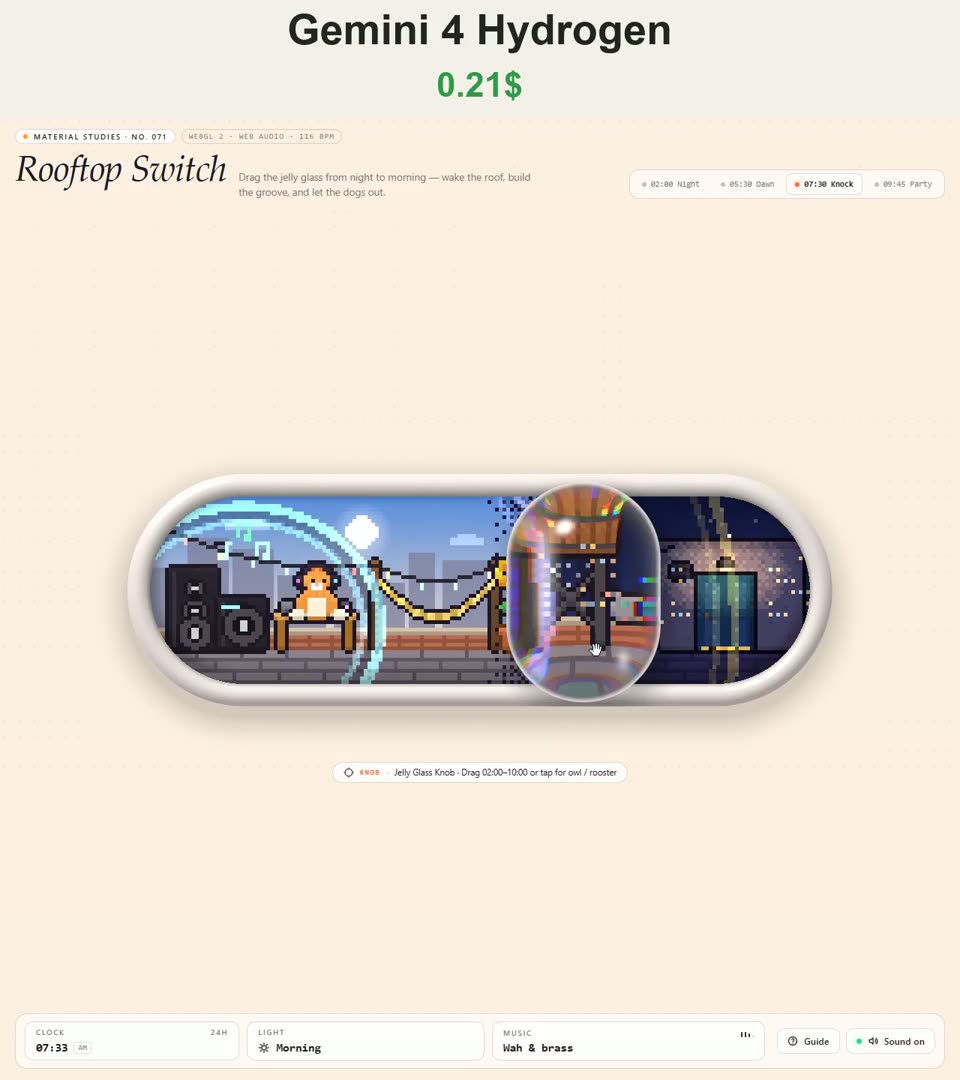 Gemini 4 Hydrogen
0.21$
MATERIAL STUDIES · NO. 071
WEBGL 2 · WEB AUDIO · 116 BPM
Rooftop Switch
Drag the jelly glass from night to morning — wake the roof, build
the groove, and let the dogs out.
02:00 Night
05:30 Dawn
07:30 Knock
09:45 Party
KNOB · Jelly Glass Knob · Drag 02:00–10:00 or tap for owl / rooster
CLOCK
24H
07:33 AM
LIGHT
Morning
MUSIC
Wah & brass
Guide
Sound on